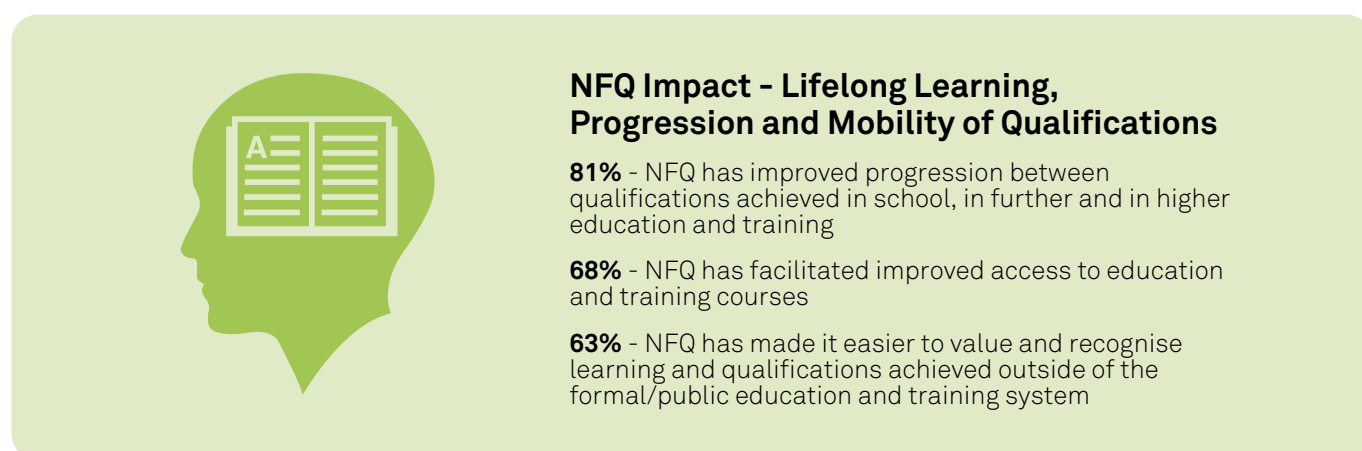 A
NFQ Impact - Lifelong Learning,
Progression and Mobility of Qualifications
81% - NFQ has improved progression between
qualifications achieved in school, in further and in higher
education and training
68% - NFQ has facilitated improved access to education
and training courses
63% - NFQ has made it easier to value and recognise
learning and qualifications achieved outside of the
formal/public education and training system